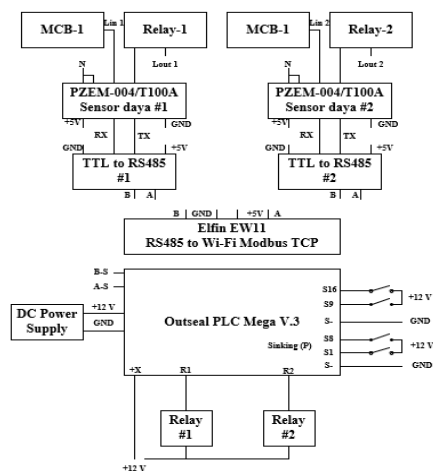 MCB-1 Lin 1 Relay-1 MCB-1 Lin 2 Relay-2
N Lout 1 N Lout 2
PZEM-004/T100A PZEM-004/T100A
Sensor daya #1 Sensor daya #2
+5V RX TX GND +5V RX TX GND
GND +5V GND +5V
TTL to RS485 TTL to RS485
#1 #2
B A B A
B GND +5V A
Elfin EW11
RS485 to Wi-Fi Modbus TCP
B-S
A-S
S16
+12 V S9 +12 V
DC Power
Supply
GND Outseal PLC Mega V.3 S- GND
Sinking (P) S8
S1 +12 V
+X R1 R2 S- GND
Relay Relay
#1 #2
+12 V